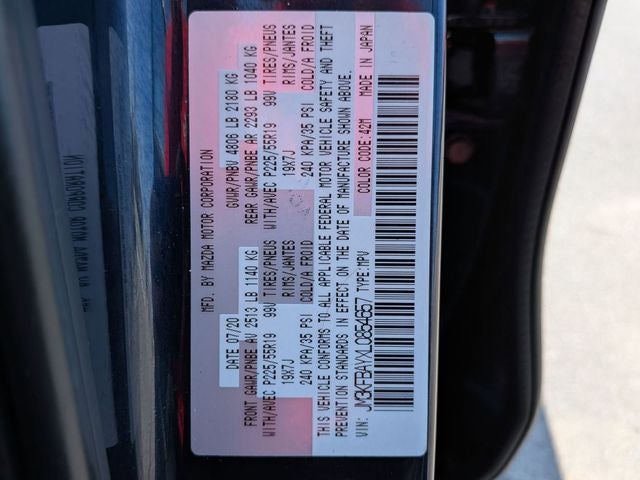 MFD. BY MAZDA MOTOR CORPORATION
DATE 07/20 GVWR/PNBV 4806 LB 2180 KG
FRONT GAWR/PNBE AV 2513 LB 1140 KG REAR GAWR/PNBE AR 2293 LB 1040 KG
WITH/AVEC P225/55R19 99V TIRES/PNEUS WITH/AVEC P225/55R19 99V TIRES/PNEUS
19X7J RIMS/JANTES 19X7J RIMS/JANTES
240 KPA/35 PSI COLD/A FROID 240 KPA/35 PSI COLD/A FROID
THIS VEHICLE CONFORMS TO ALL APPLICABLE FEDERAL MOTOR VEHICLE SAFETY AND THEFT
PREVENTION STANDARDS IN EFFECT ON THE DATE OF MANUFACTURE SHOWN ABOVE.
VIN: JM3KFBAYXL0854657 TYPE:MPV COLOR CODE:42M MADE IN JAPAN